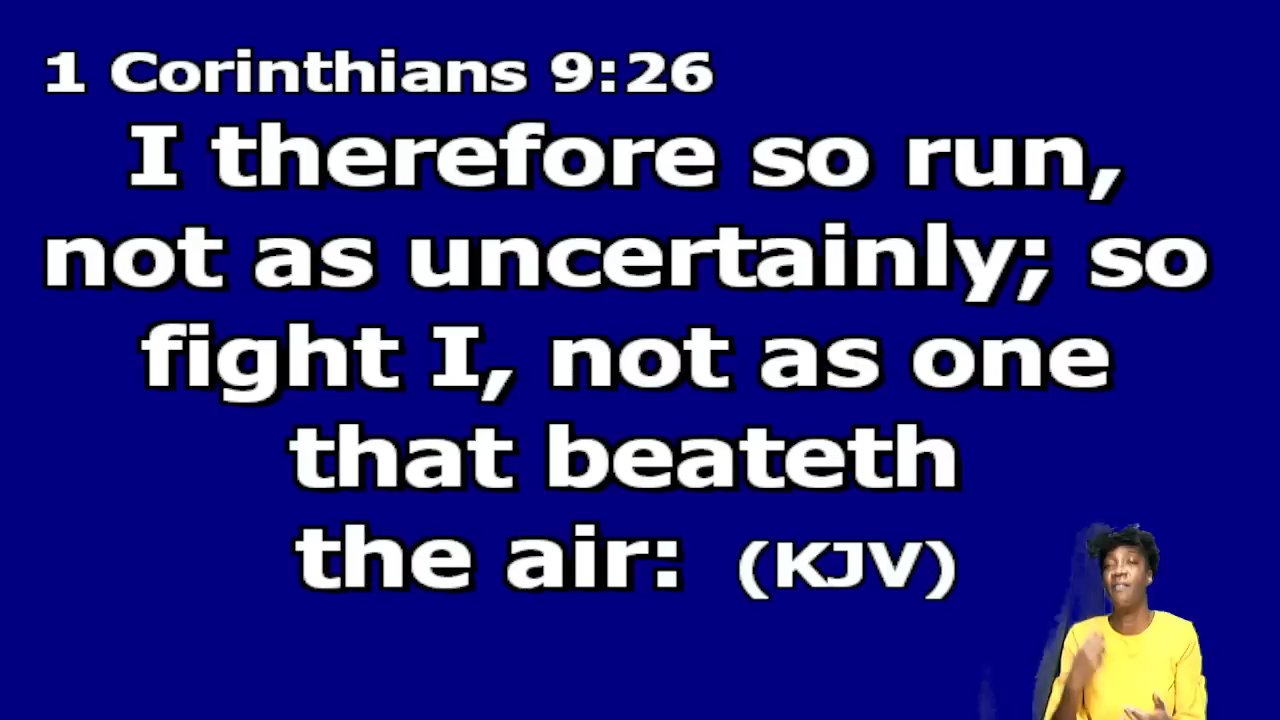 1 Corinthians 9:26
I therefore so run,
not as uncertainly; so
fight I, not as one
that beateth
the air: (KJV)